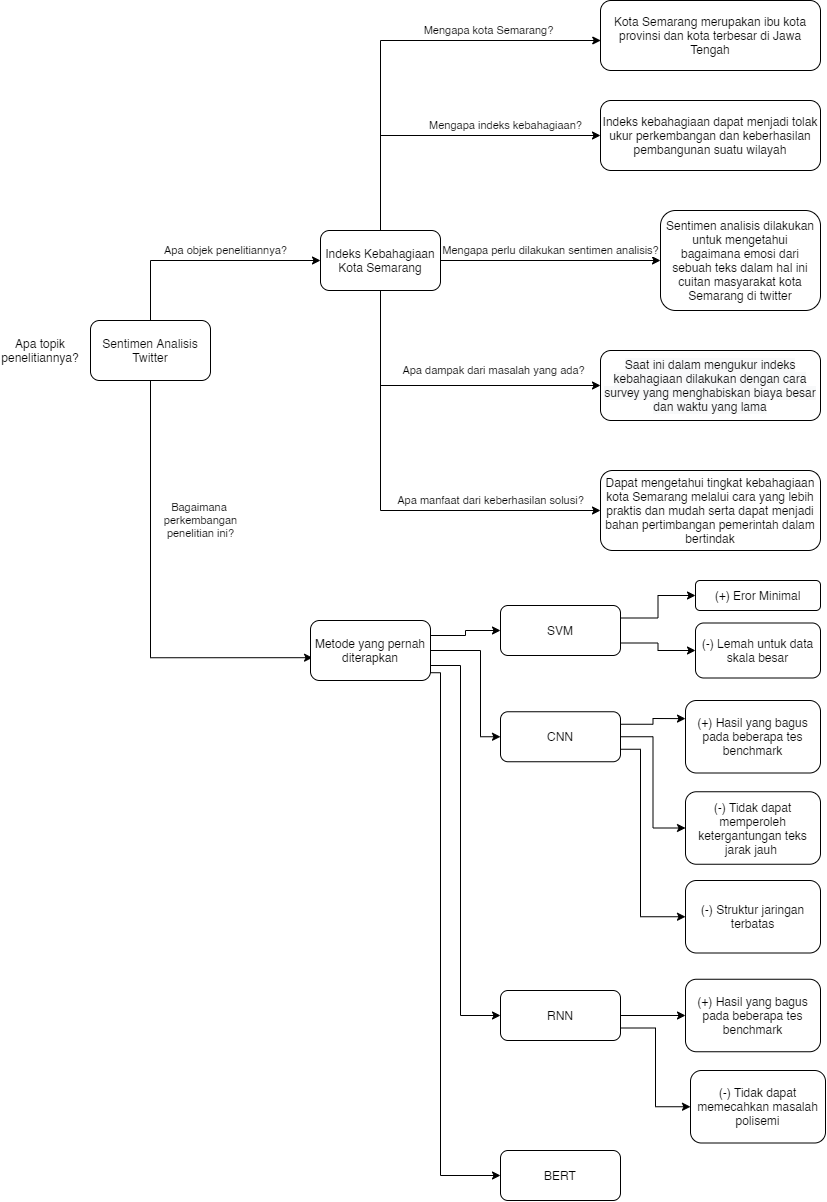 Mengapa kota Semarang?
Kota Semarang merupakan ibu kota
provinsi dan kota terbesar di Jawa
Tengah
Mengapa indeks kebahagiaan?
Indeks kebahagiaan dapat menjadi tolak
ukur perkembangan dan keberhasilan
pembangunan suatu wilayah
Apa objek penelitiannya?
Indeks Kebahagiaan
Kota Semarang
Mengapa perlu dilakukan sentimen analisis?
Sentimen analisis dilakukan
untuk mengetahui
bagaimana emosi dari
sebuah teks dalam hal ini
cuitan masyarakat kota
Semarang di twitter
Apa topik
penelitiannya?
Sentimen Analisis
Twitter
Apa dampak dari masalah yang ada?
Saat ini dalam mengukur indeks
kebahagiaan dilakukan dengan cara
survey yang menghabiskan biaya besar
dan waktu yang lama
Apa manfaat dari keberhasilan solusi?
Dapat mengetahui tingkat kebahagiaan
kota Semarang melalui cara yang lebih
praktis dan mudah serta dapat menjadi
bahan pertimbangan pemerintah dalam
bertindak
Bagaimana
perkembangan
penelitian ini?
Metode yang pernah
diterapkan
SVM
(+) Eror Minimal
(-) Lemah untuk data
skala besar
CNN
(+) Hasil yang bagus
pada beberapa tes
benchmark
(-) Tidak dapat
memperoleh
ketergantungan teks
jarak jauh
(-) Struktur jaringan
terbatas
RNN
(+) Hasil yang bagus
pada beberapa tes
benchmark
(-) Tidak dapat
memecahkan masalah
polisemi
BERT